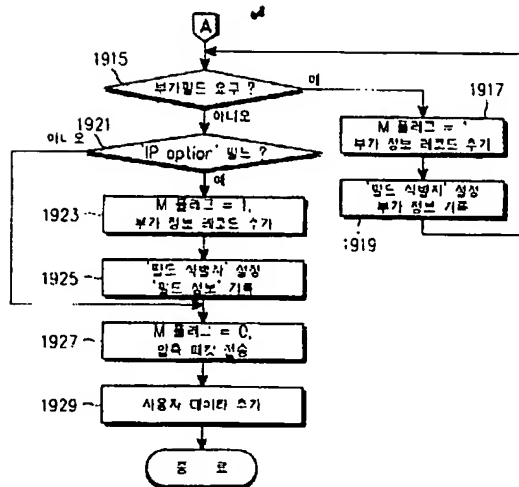 A
1915
부가필드 요구 ?
예
아니오
1917
M 플래그 =
부가 정보 레코드 추가
1921
아니오
'IP option' 필드 ?
예
'필드 식별자' 설정
부가 정보 기록
1919
1923
M 플래그 = 1,
부가 정보 레코드 추가
1925
'필드 식별자' 설정
'필드 정보' 기록
1927
M 플래그 = 0,
압축 패킷 전송
1929
사용자 데이타 추가
종 료